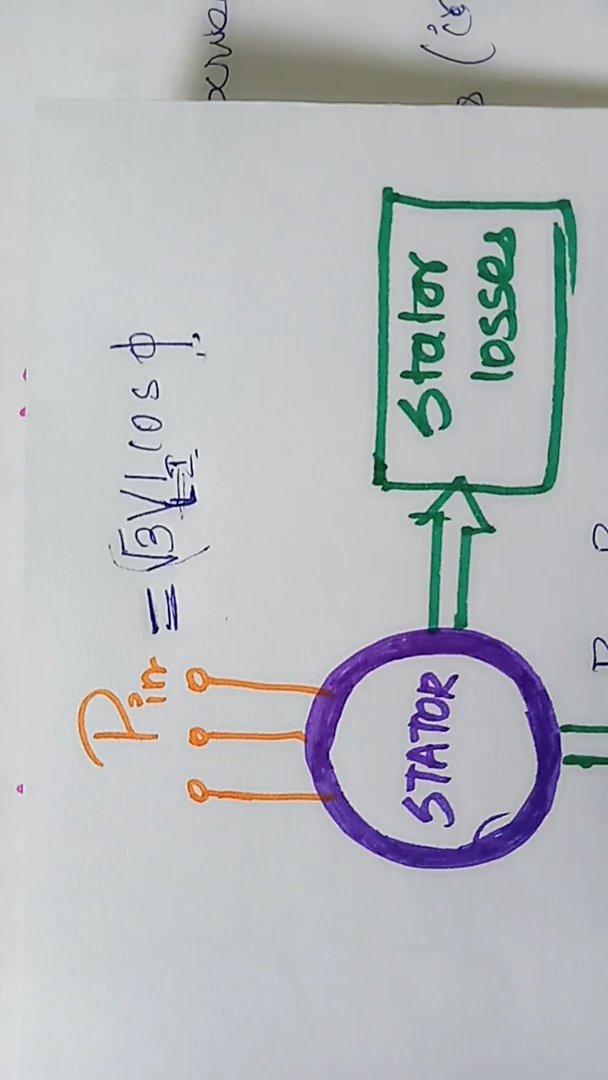 Pin = √3 VL IL cos ϕ
STATOR
Stator
losses